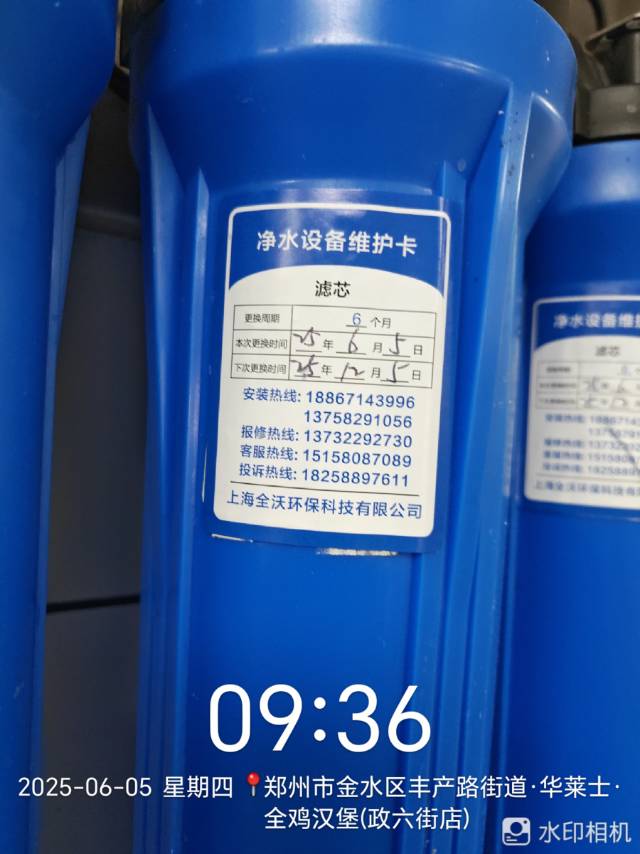 净水设备维护卡
滤芯
更换周期 6 个月
本次更换时间 25 年 6 月 5 日
下次更换时间 25 年 12 月 5 日
安装热线: 18867143996
13758291056
报修热线: 13732292730
客服热线: 15158087089
投诉热线: 18258897611
上海全沃环保科技有限公司
净水设备维护
滤芯
09:36
2025-06-05 星期四 郑州市金水区丰产路街道·华莱士·
全鸡汉堡(政六街店)
水印相机